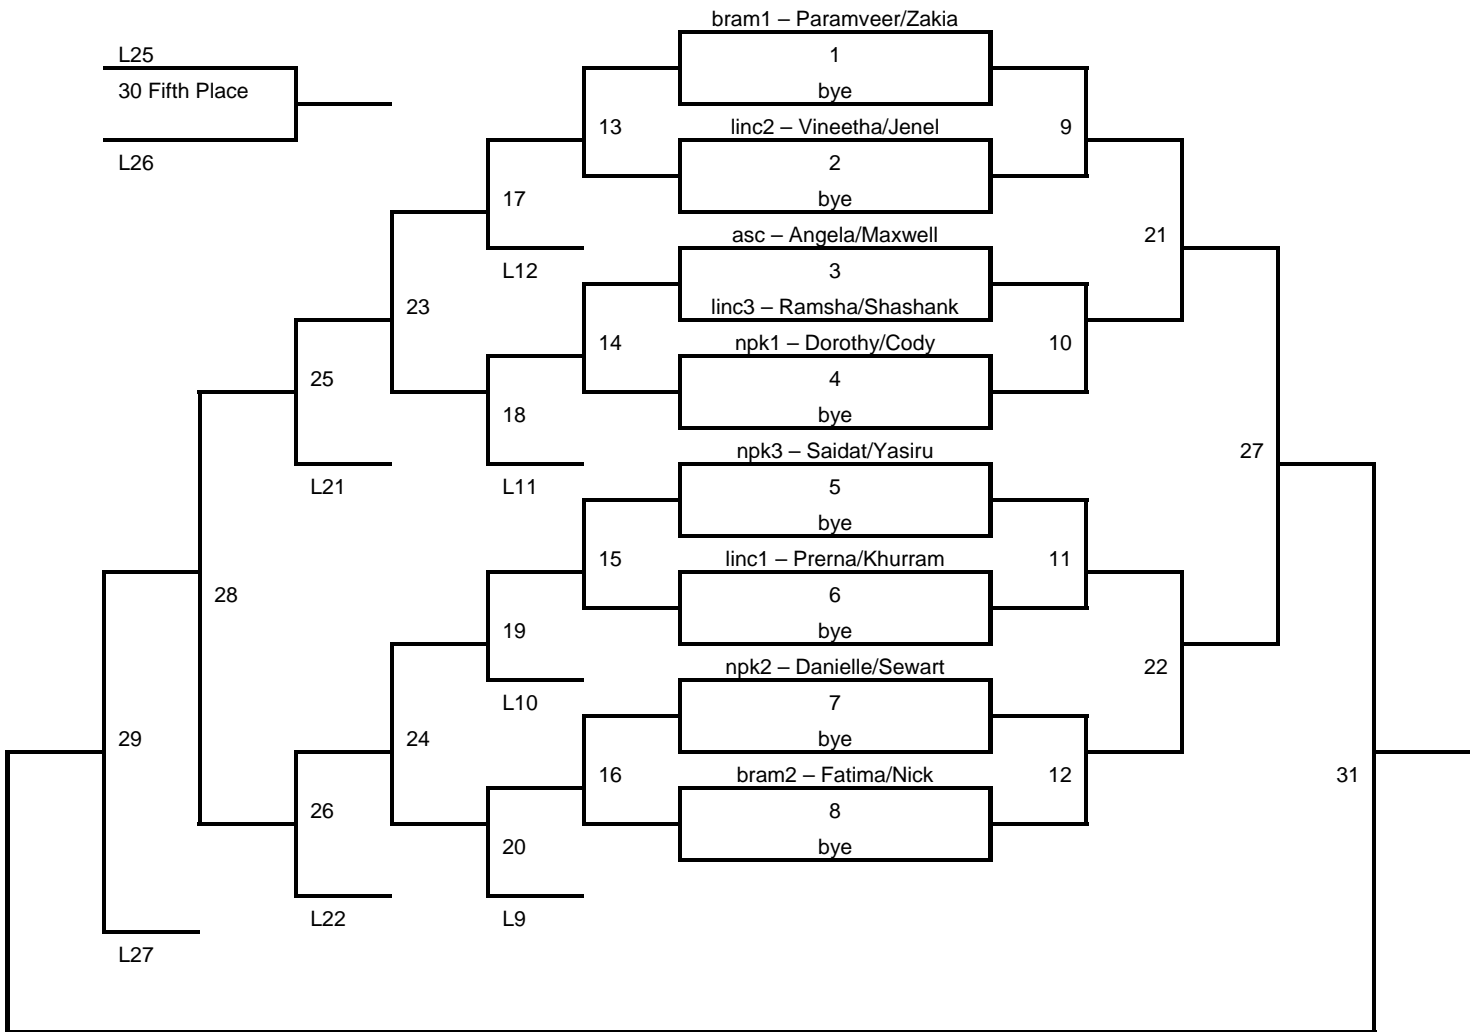 bram1 – Paramveer/Zakia
L25
1
30 Fifth Place
bye
13
linc2 – Vineetha/Jenel
9
L26
2
17
bye
asc – Angela/Maxwell
21
L12
3
23
linc3 – Ramsha/Shashank
14
npk1 – Dorothy/Cody
10
25
4
18
bye
npk3 – Saidat/Yasiru
27
L21
L11
5
bye
15
linc1 – Prerna/Khurram
11
28
6
19
bye
npk2 – Danielle/Sewart
22
L10
7
29
24
bye
16
bram2 – Fatima/Nick
12
31
26
8
20
bye
L22
L9
L27